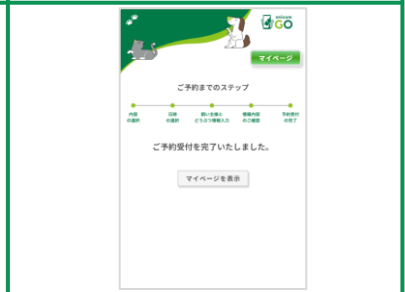 anicom
GO
マイページ
ご予約までのステップ
内容
の選択
日時
の選択
飼い主様と
どうぶつ情報入力
情報内容
のご確認
予約受付
の完了
ご予約受付を完了いたしました。
マイページを表示